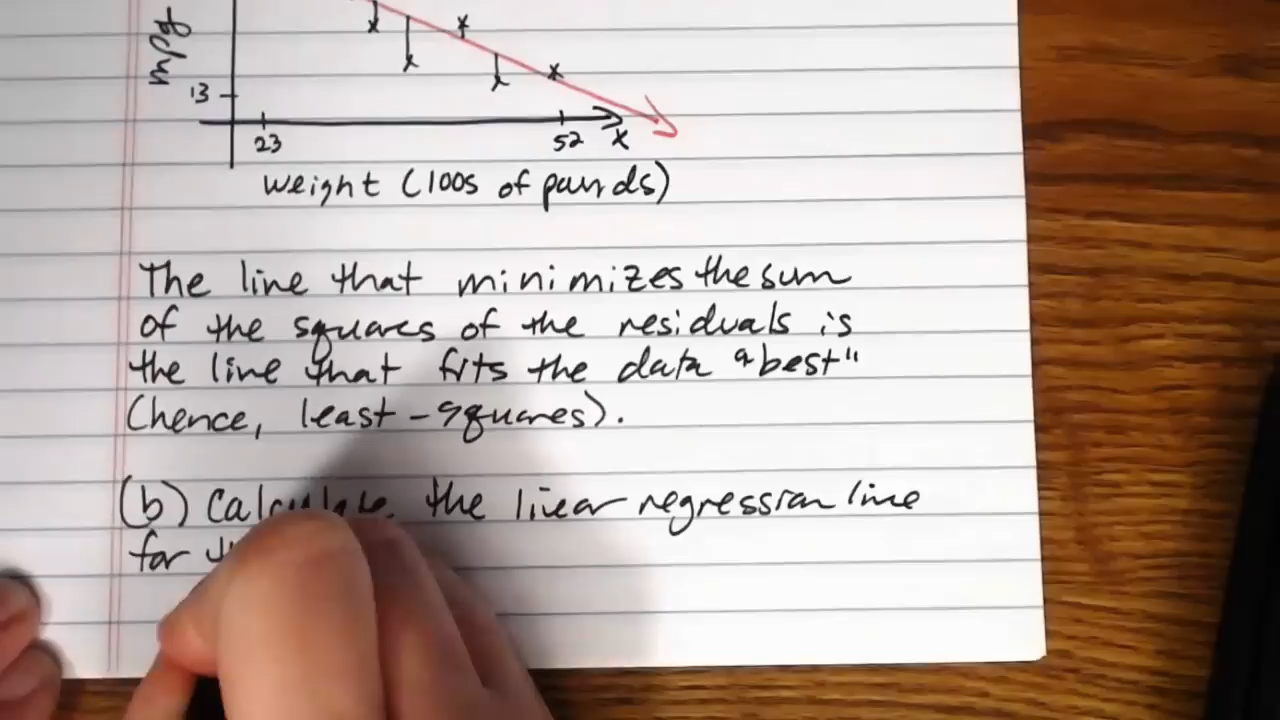 mpg
13
23 52 x
weight (100s of pounds)
The line that minimizes the sum
of the squares of the residuals is
the line that fits the data "best"
(hence, least-squares).
(b) Calculate the linear regression line
for